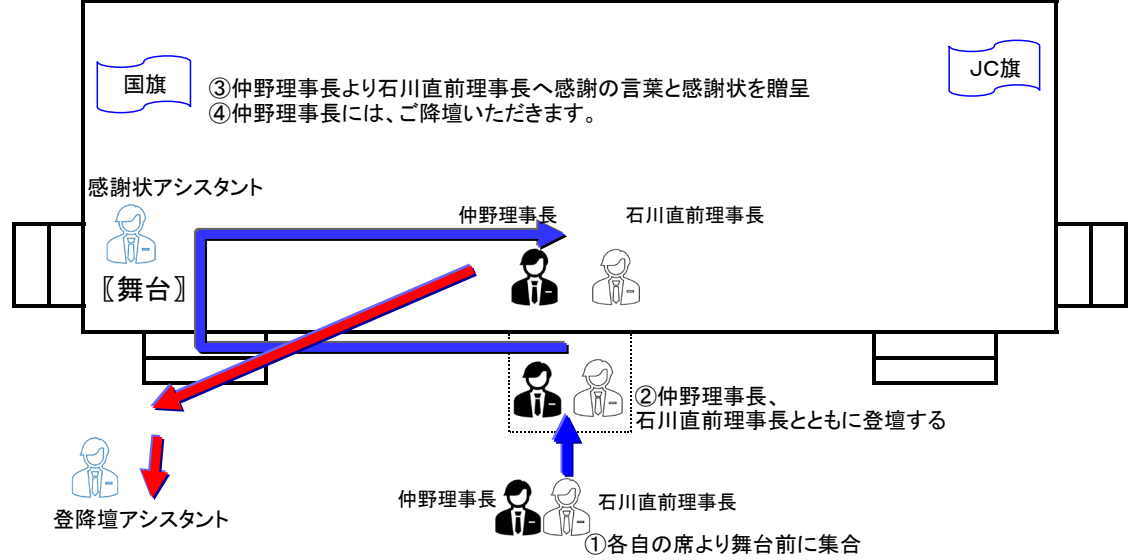 国旗
JC旗
③仲野理事長より石川直前理事長へ感謝の言葉と感謝状を贈呈
④仲野理事長には、ご降壇いただきます。
感謝状アシスタント
仲野理事長
石川直前理事長
〖舞台〗
②仲野理事長、
石川直前理事長とともに登壇する
仲野理事長
石川直前理事長
登降壇アシスタント
①各自の席より舞台前に集合